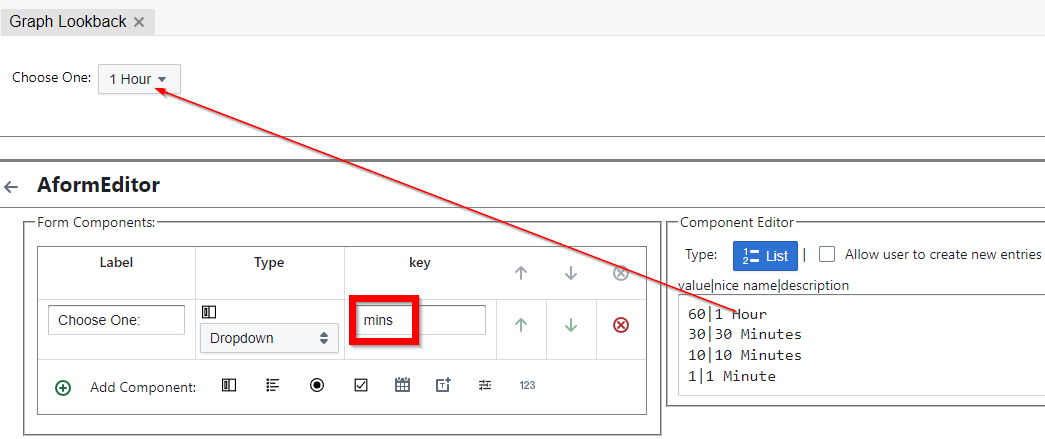 Graph Lookback
Choose One: 1 Hour
AformEditor
Form Components:
Label Type key
Choose One: Dropdown mins
Add Component: 123
Component Editor
Type: List | Allow user to create new entries
value|nice name|description
60|1 Hour
30|30 Minutes
10|10 Minutes
1|1 Minute